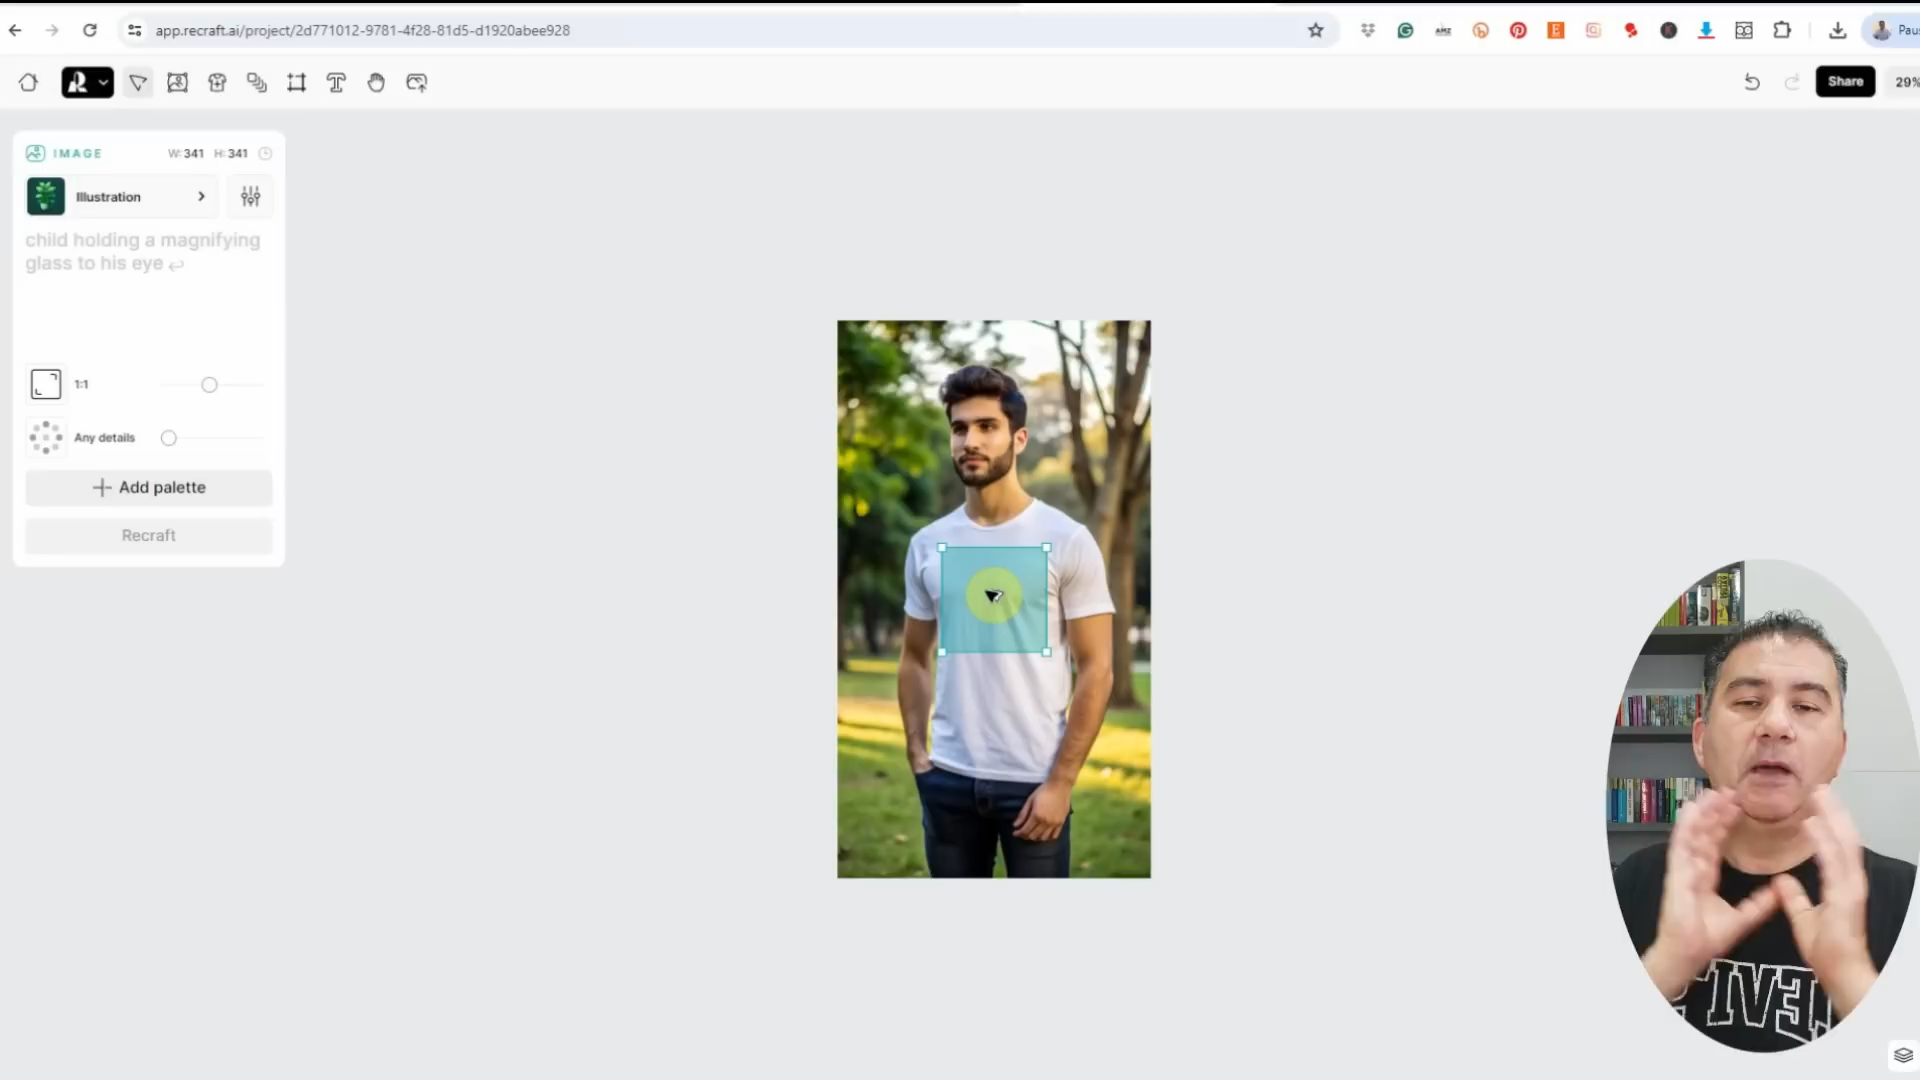 app.recraft.ai/project/2d771012-9781-4f28-81d5-d1920abee928
Paus
Share
29%
IMAGE W: 341 H: 341
Illustration
child holding a magnifying
glass to his eye
1:1
Any details
+ Add palette
Recraft